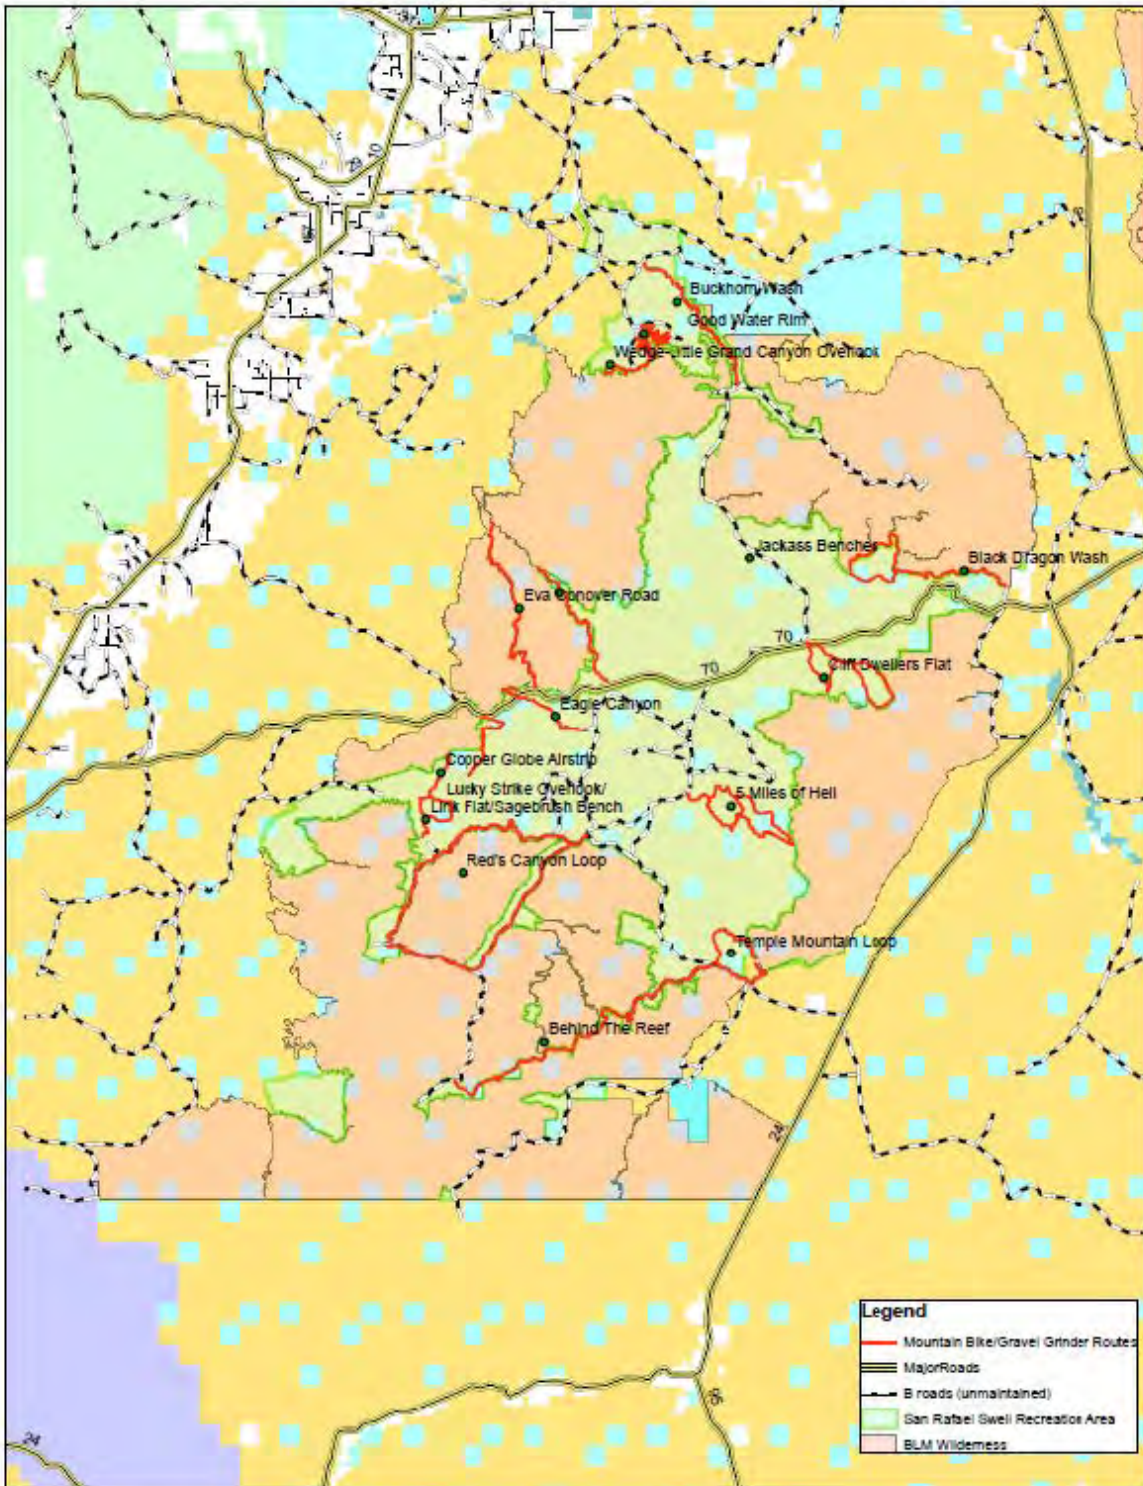 29
10
Buckhorn Wash
Good Water Rim
Wedge-Little Grand Canyon Overlook
Jackass Benches
Black Dragon Wash
Eva Conover Road
70
70
Cliff Dwellers Flat
Eagle Canyon
Copper Globe Airstrip
Lucky Strike Overlook/
Link Flat/Sagebrush Bench
5 Miles of Hell
Red's Canyon Loop
Temple Mountain Loop
Behind The Reef
24
Legend
Mountain Bike/Gravel Grinder Routes
MajorRoads
B roads (unmaintained)
San Rafael Swell Recreation Area
BLM Wilderness
24